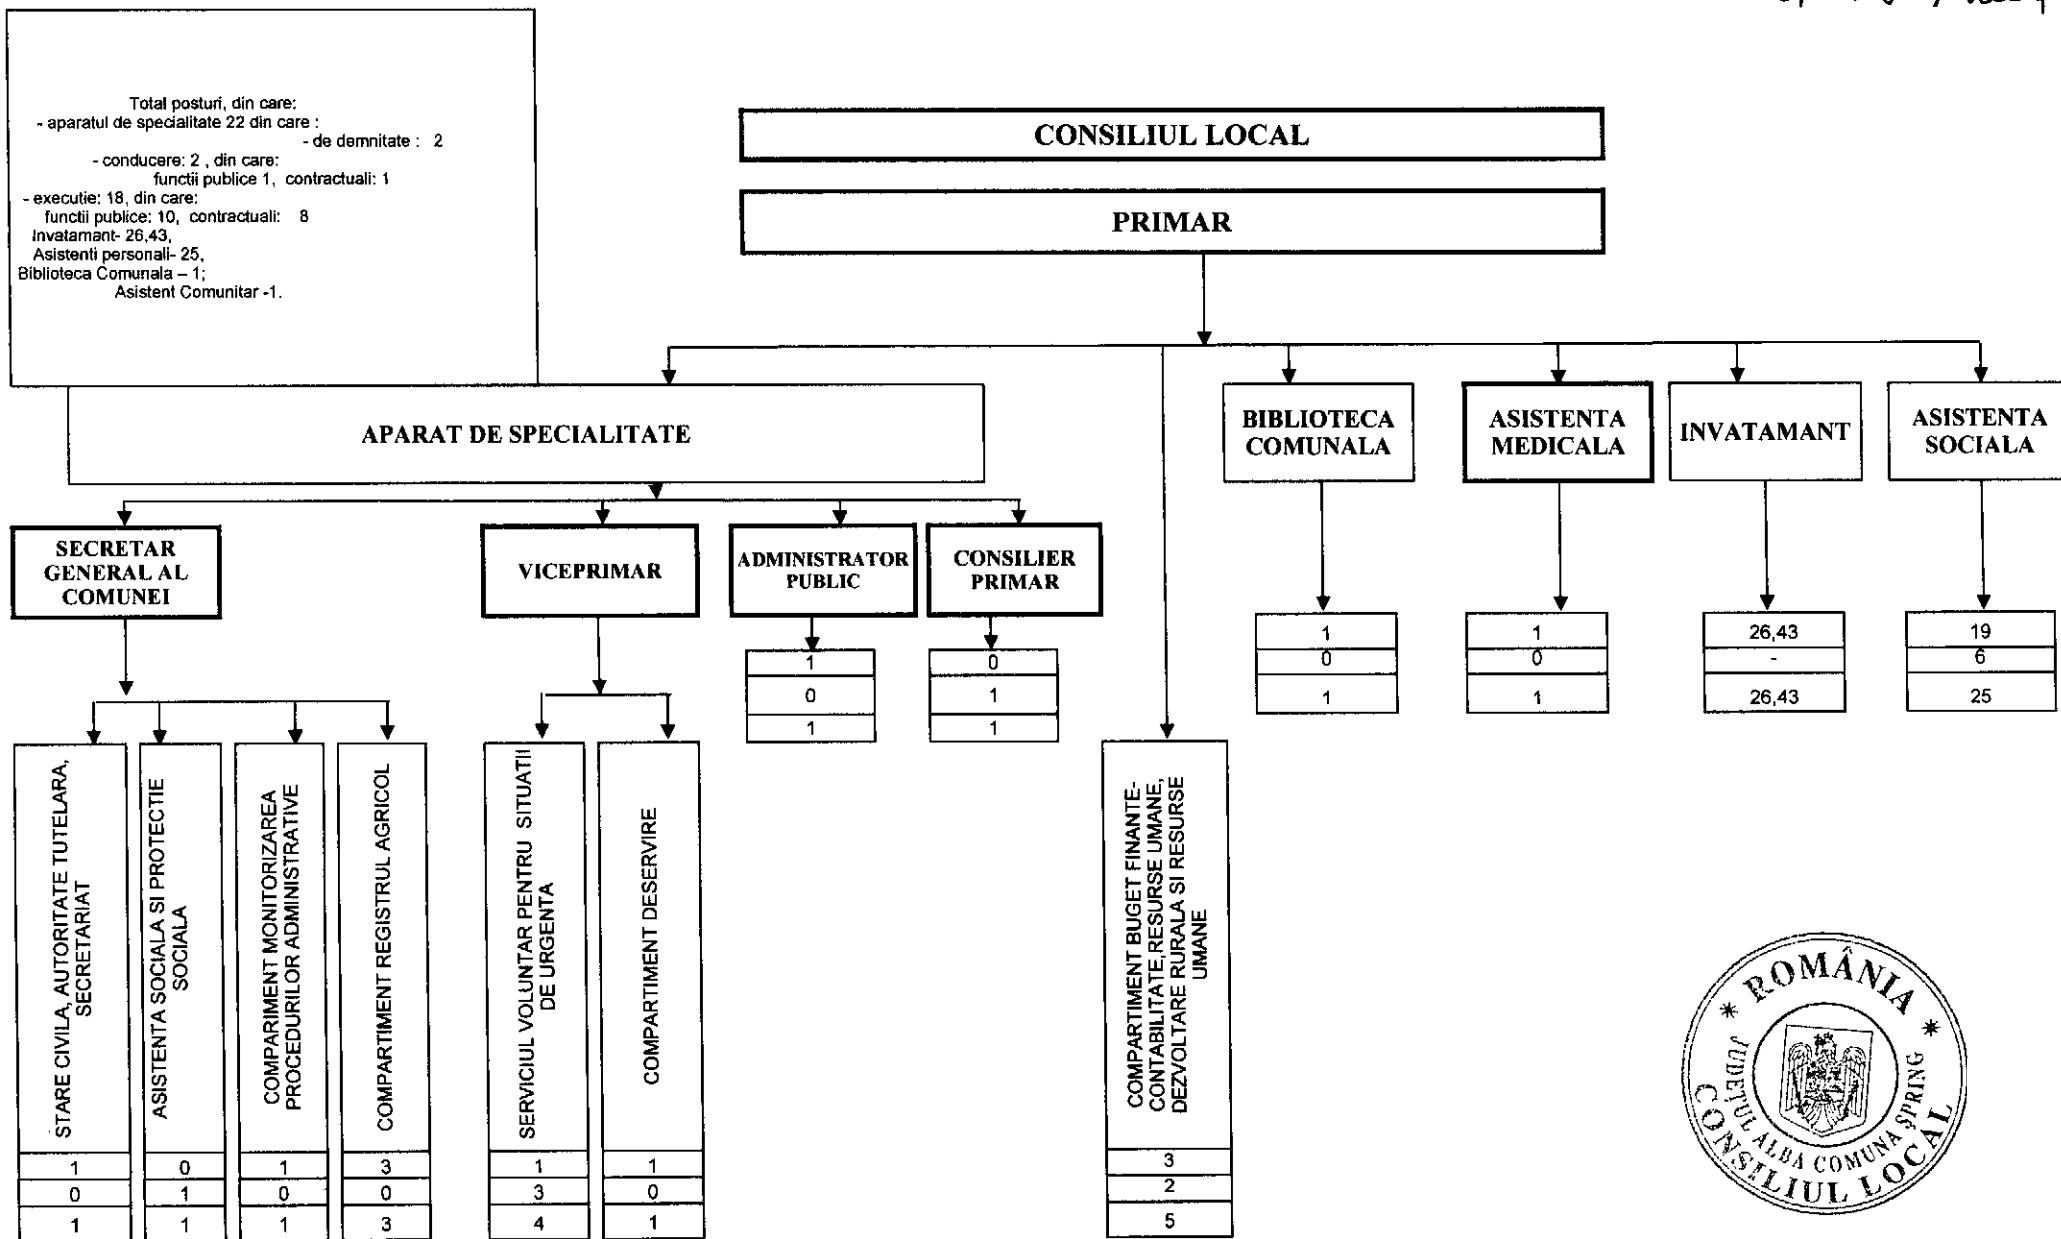 Total posturi, din care:
- aparatul de specialitate 22 din care :
- de demnitate : 2
- conducere: 2 , din care:
functii publice 1, contractuali: 1
- executie: 18, din care:
functii publice: 10, contractuali: 8
Invatamant- 26,43,
Asistenti personali- 25,
Biblioteca Comunala – 1;
Asistent Comunitar -1.
CONSILIUL LOCAL
PRIMAR
APARAT DE SPECIALITATE
BIBLIOTECA
COMUNALA
ASISTENTA
MEDICALA
INVATAMANT
ASISTENTA
SOCIALA
SECRETAR
GENERAL AL
COMUNEI
VICEPRIMAR
ADMINISTRATOR
PUBLIC
CONSILIER
PRIMAR
1
0
1
0
1
1
1
0
1
1
0
1
26,43
-
26,43
19
6
25
STARE CIVILA, AUTORITATE TUTELARA,
SECRETARIAT
1
0
1
ASISTENTA SOCIALA SI PROTECTIE
SOCIALA
0
1
1
COMPARIMENT MONITORIZAREA
PROCEDURILOR ADMINISTRATIVE
1
0
1
COMPARTIMENT REGISTRUL AGRICOL
3
0
3
SERVICIUL VOLUNTAR PENTRU SITUATII
DE URGENTA
1
3
4
COMPARTIMENT DESERVIRE
1
0
1
COMPARTIMENT BUGET FINANTE-
CONTABILITATE,RESURSE UMANE,
DEZVOLTARE RURALA SI RESURSE
UMANE
3
2
5
* ROMÂNIA *
JUDEŢUL ALBA COMUNA ŞPRING
CONSILIUL LOCAL